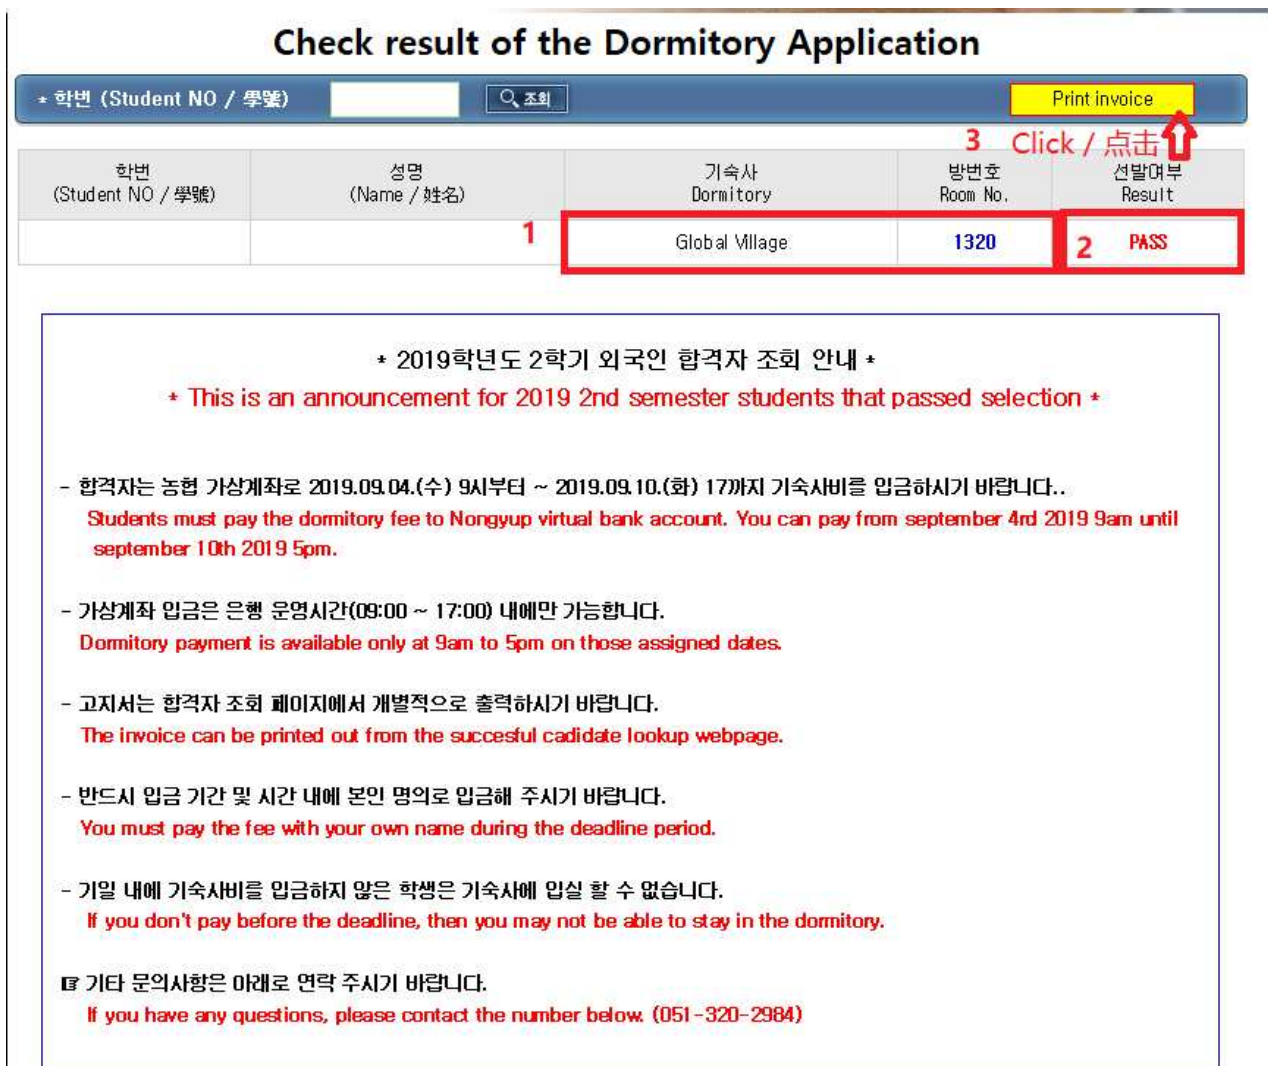 Check result of the Dormitory Application
* 학번 (Student NO / 學號) 조회 Print invoice
3 Click / 点击
학번 성명 기숙사 방번호 선발여부
(Student NO / 學號) (Name / 姓名) Dormitory Room No. Result
1 Global Village 1320 2 PASS
* 2019학년도 2학기 외국인 합격자 조회 안내 *
* This is an announcement for 2019 2nd semester students that passed selection *
- 합격자는 농협 가상계좌로 2019.09.04.(수) 9시부터 ~ 2019.09.10.(화) 17까지 기숙사비를 입금하시기 바랍니다..
Students must pay the dormitory fee to Nongyup virtual bank account. You can pay from september 4rd 2019 9am until
september 10th 2019 5pm.
- 가상계좌 입금은 은행 운영시간(09:00 ~ 17:00) 내에만 가능합니다.
Dormitory payment is available only at 9am to 5pm on those assigned dates.
- 고지서는 합격자 조회 페이지에서 개별적으로 출력하시기 바랍니다.
The invoice can be printed out from the succesful cadidate lookup webpage.
- 반드시 입금 기간 및 시간 내에 본인 명의로 입금해 주시기 바랍니다.
You must pay the fee with your own name during the deadline period.
- 기일 내에 기숙사비를 입금하지 않은 학생은 기숙사에 입실 할 수 없습니다.
If you don't pay before the deadline, then you may not be able to stay in the dormitory.
☞ 기타 문의사항은 아래로 연락 주시기 바랍니다.
If you have any questions, please contact the number below. (051-320-2984)